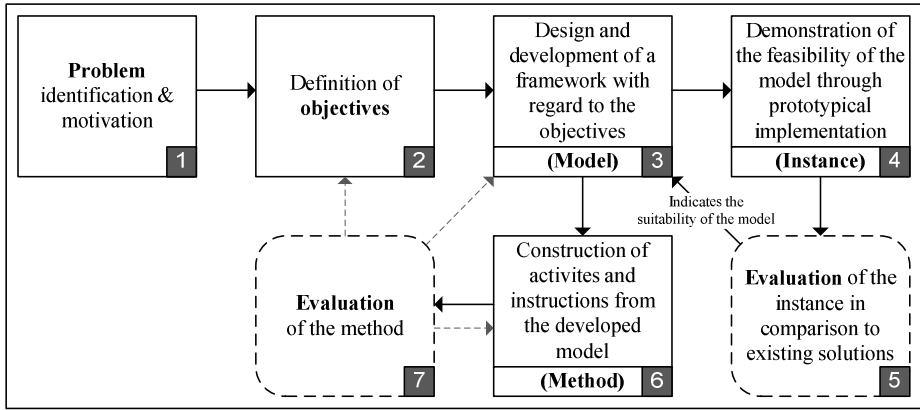 Problem
identification &
motivation
1
Definition of
objectives
2
Design and
development of a
framework with
regard to the
objectives
(Model)
3
Demonstration of
the feasibility of the
model through
prototypical
implementation
(Instance)
4
Indicates the
suitability of the model
Evaluation of the
instance in
comparison to
existing solutions
5
Construction of
activites and
instructions from
the developed
model
(Method)
6
Evaluation
of the method
7